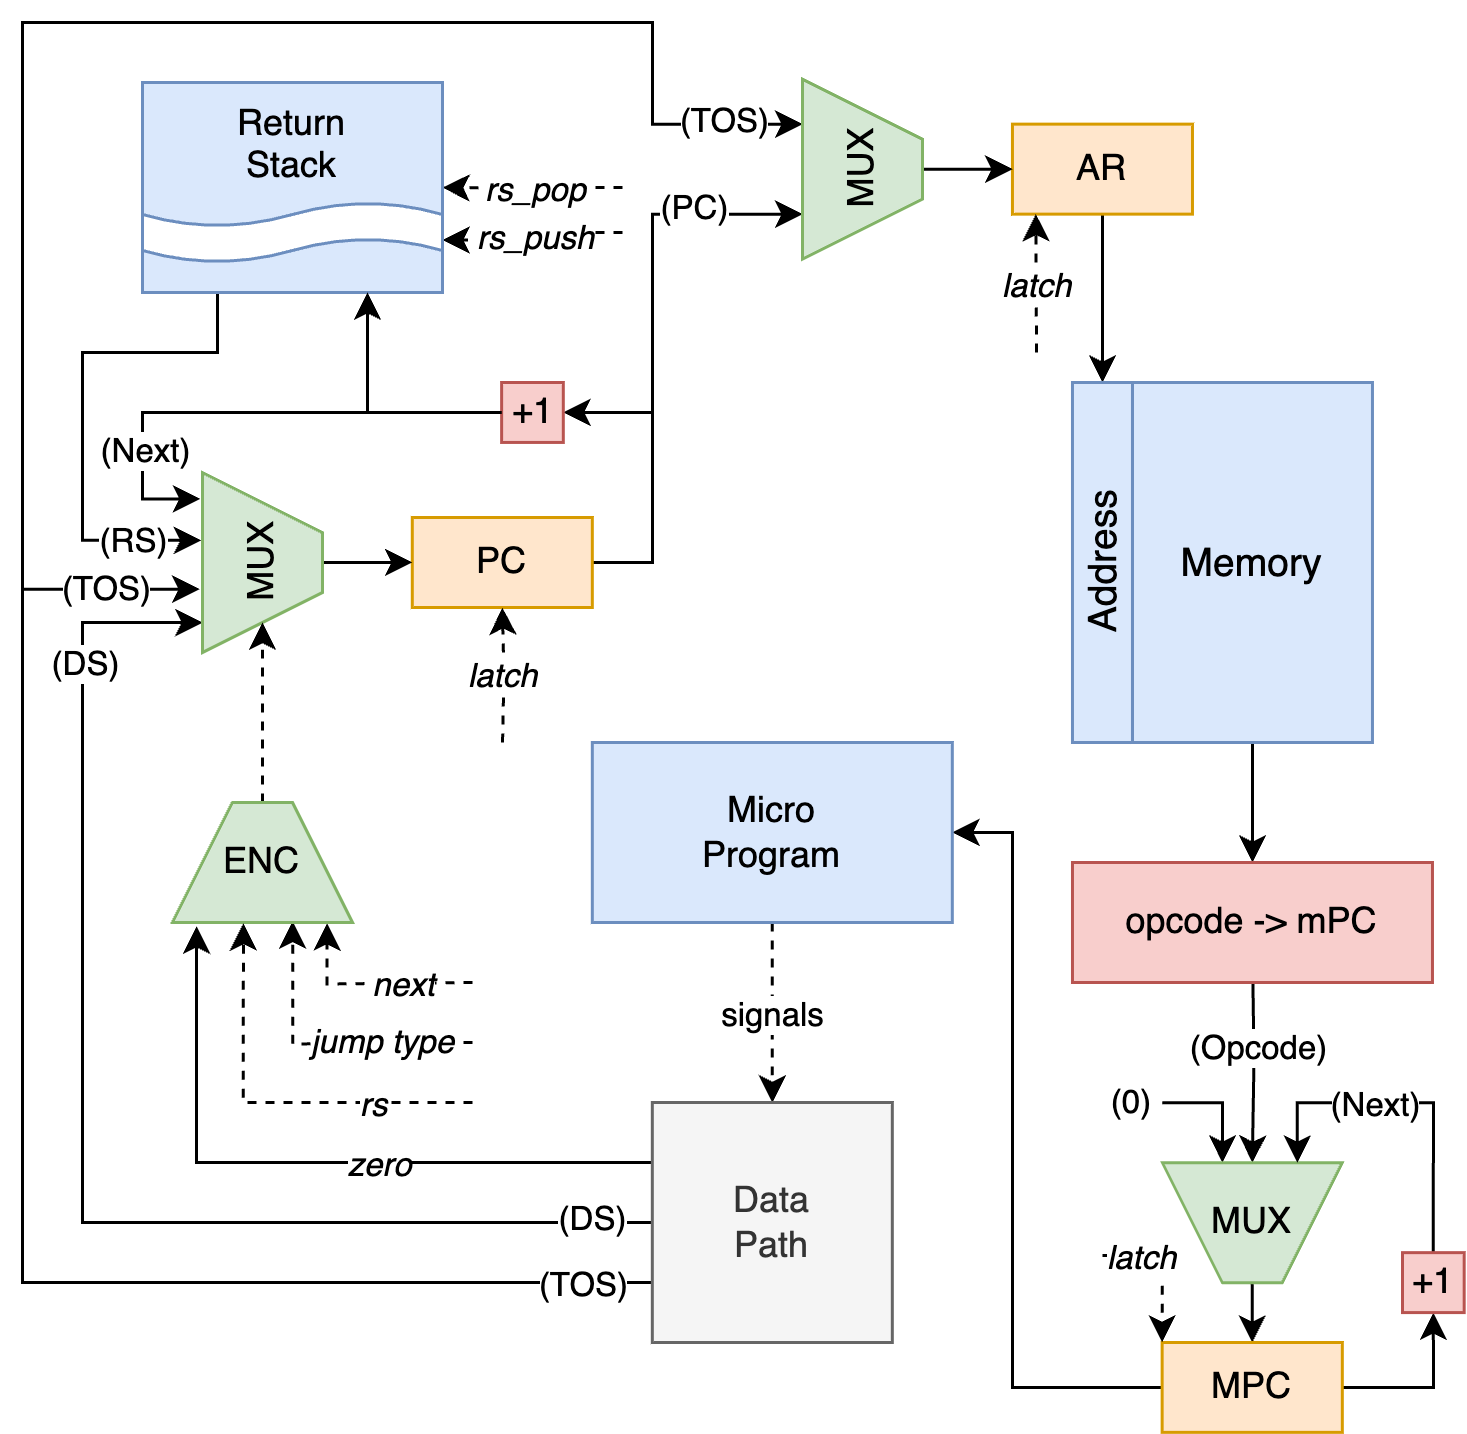 Return
Stack
rs_pop
rs_push
(TOS)
(PC)
MUX
AR
latch
+1
(Next)
(RS)
(TOS)
(DS)
MUX
PC
latch
Address
Memory
Micro
Program
ENC
opcode -> mPC
next
jump type
rs
zero
signals
(Opcode)
(0)
(Next)
Data
Path
(DS)
(TOS)
MUX
latch
+1
MPC